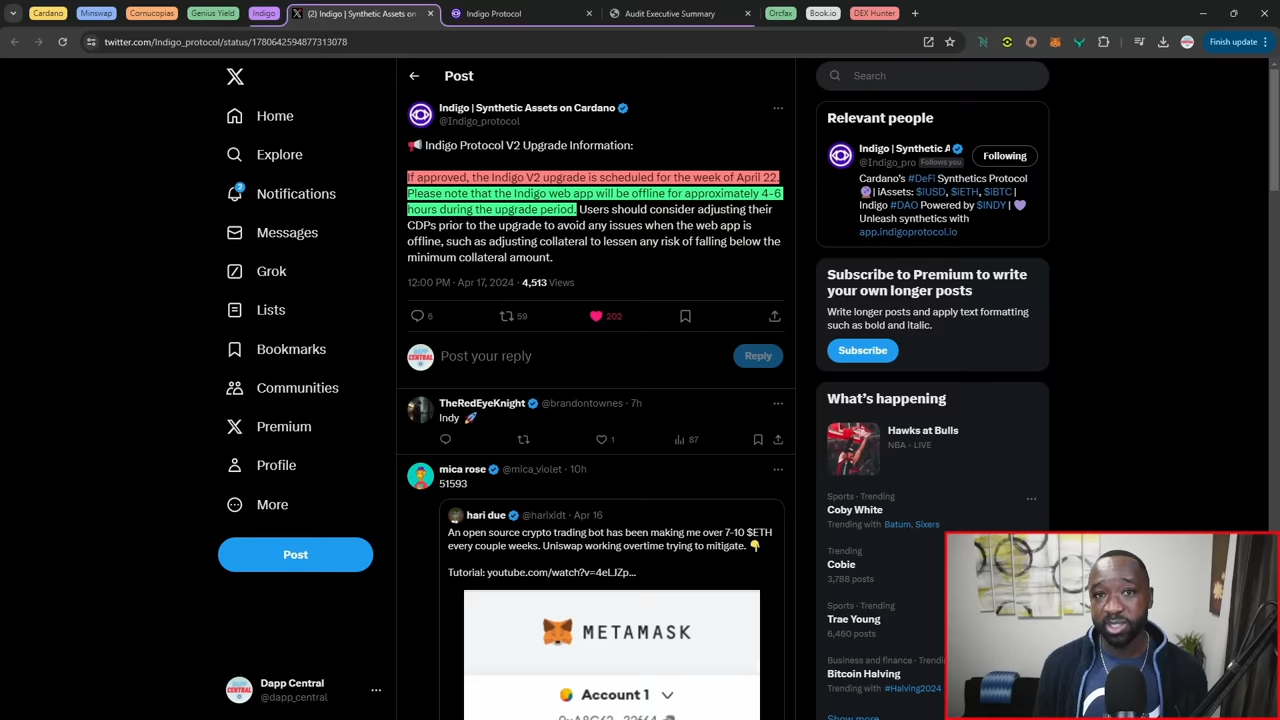 Cardano
Minswap
Cornucopias
Genius Yield
Indigo
(2) Indigo | Synthetic Assets on
Indigo Protocol
Audit Executive Summary
Orcfax
Book.io
DEX Hunter
twitter.com/Indigo_protocol/status/1780642594877313078
Finish update
Home
Explore
2
Notifications
Messages
Grok
Lists
Bookmarks
Communities
Premium
Profile
More
Post
Dapp Central
@dapp_central
Post
Indigo | Synthetic Assets on Cardano
@Indigo_protocol
Indigo Protocol V2 Upgrade Information:
If approved, the Indigo V2 upgrade is scheduled for the week of April 22.
Please note that the Indigo web app will be offline for approximately 4-6
hours during the upgrade period. Users should consider adjusting their
CDPs prior to the upgrade to avoid any issues when the web app is
offline, such as adjusting collateral to lessen any risk of falling below the
minimum collateral amount.
12:00 PM · Apr 17, 2024 · 4,513 Views
6 59 202
Post your reply
Reply
TheRedEyeKnight @brandontownes · 7h
Indy
1 87
mica rose @mica_violet · 10h
51593
hari due @harixidt · Apr 16
An open source crypto trading bot has been making me over 7-10 $ETH
every couple weeks. Uniswap working overtime trying to mitigate.
Tutorial: youtube.com/watch?v=4eLJZp...
METAMASK
Account 1
Search
Relevant people
Indigo | Synthetic A
@Indigo_pro Follows you
Following
Cardano's #DeFi Synthetics Protocol
| iAssets: $IUSD, $IETH, $IBTC |
Indigo #DAO Powered by $INDY |
Unleash synthetics with
app.indigoprotocol.io
Subscribe to Premium to write
your own longer posts
Write longer posts and apply text formatting
such as bold and italic.
Subscribe
What's happening
Hawks at Bulls
NBA · LIVE
Sports · Trending
Coby White
Trending with Batum, Sixers
Trending
Cobie
3,788 posts
Sports · Trending
Trae Young
6,460 posts
Business and finance · Trending
Bitcoin Halving
Trending with #Halving2024
Show more